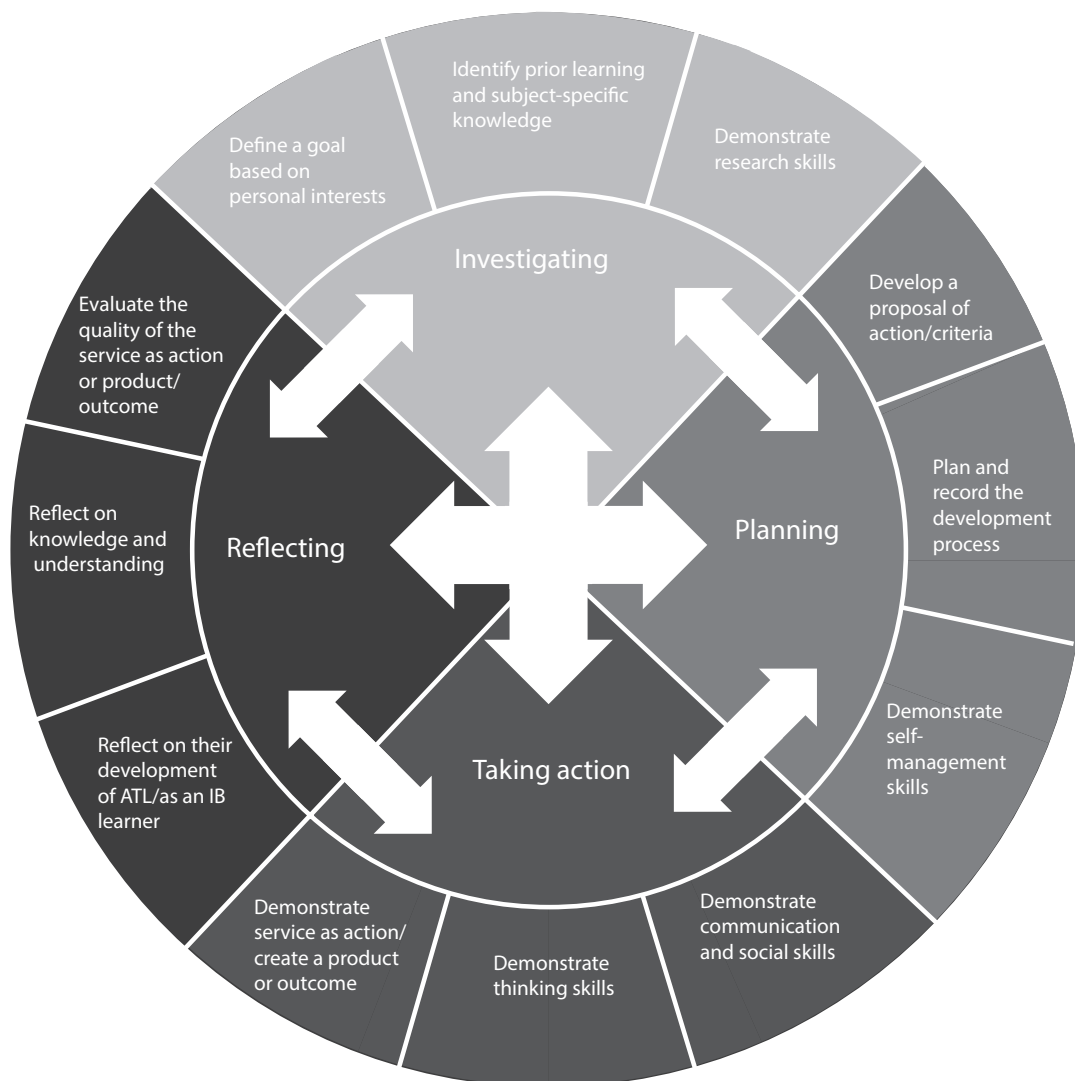 Define a goal
based on
personal interests
Identify prior learning
and subject-specific
knowledge
Demonstrate
research skills
Investigating
Develop a
proposal of
action/criteria
Plan and
record the
development
process
Demonstrate
self-
management
skills
Planning
Demonstrate
communication
and social skills
Demonstrate
thinking skills
Demonstrate
service as action/
create a product
or outcome
Taking action
Reflect on their
development
of ATL/as an IB
learner
Reflect on
knowledge and
understanding
Evaluate the
quality of the
service as action
or product/
outcome
Reflecting